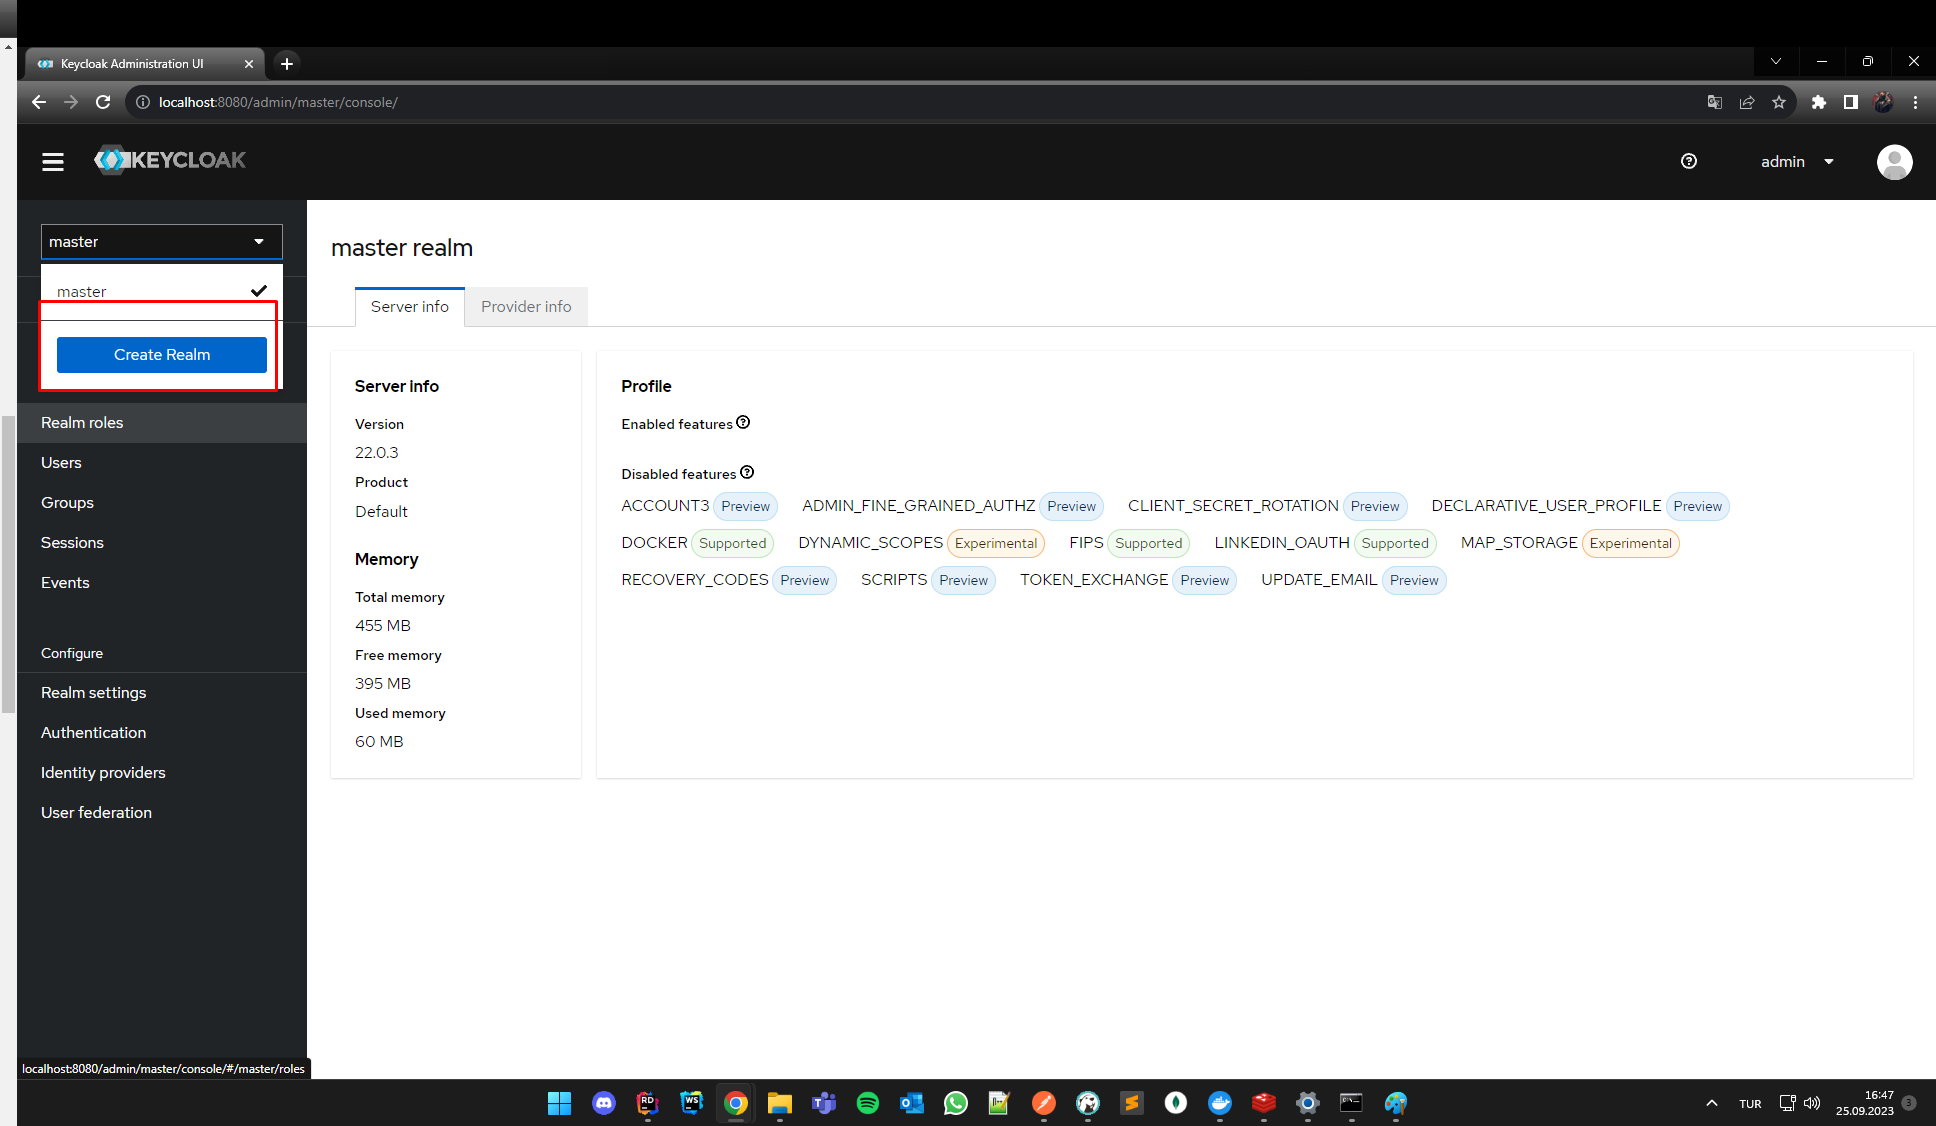 Keycloak Administration UI
localhost:8080/admin/master/console/
KEYCLOAK
admin
master
master
Create Realm
Realm roles
Users
Groups
Sessions
Events
Configure
Realm settings
Authentication
Identity providers
User federation
localhost:8080/admin/master/console/#/master/roles
master realm
Server info Provider info
Server info
Version
22.0.3
Product
Default
Memory
Total memory
455 MB
Free memory
395 MB
Used memory
60 MB
Profile
Enabled features
Disabled features
ACCOUNT3 Preview ADMIN_FINE_GRAINED_AUTHZ Preview CLIENT_SECRET_ROTATION Preview DECLARATIVE_USER_PROFILE Preview
DOCKER Supported DYNAMIC_SCOPES Experimental FIPS Supported LINKEDIN_OAUTH Supported MAP_STORAGE Experimental
RECOVERY_CODES Preview SCRIPTS Preview TOKEN_EXCHANGE Preview UPDATE_EMAIL Preview
RD
WS
TUR
16:47
25.09.2023
3